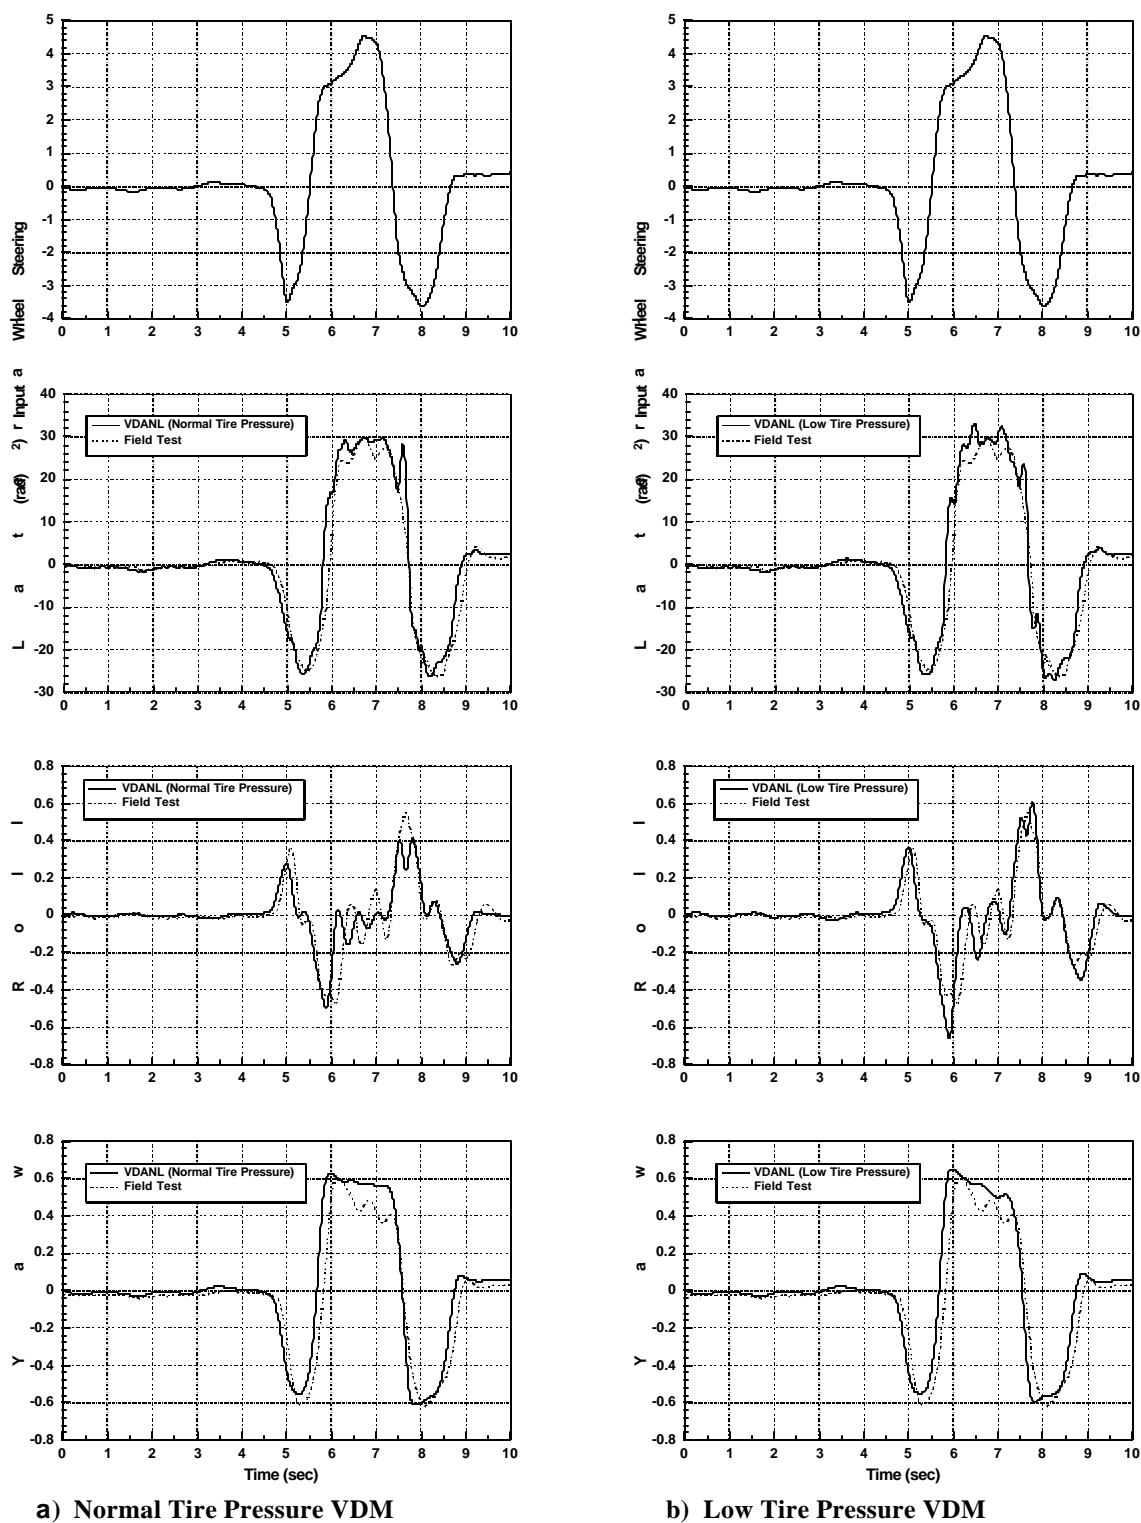 5
4
3
2
1
0
-1
-2
-3
-4
0 1 2 3 4 5 6 7 8 9 10
Wheel Steering
5
4
3
2
1
0
-1
-2
-3
-4
0 1 2 3 4 5 6 7 8 9 10
Wheel Steering
Input
40
30
20
10
0
-10
-20
-30
VDANL (Normal Tire Pressure)
Field Test
0 1 2 3 4 5 6 7 8 9 10
L a t
Input
40
30
20
10
0
-10
-20
-30
VDANL (Low Tire Pressure)
Field Test
0 1 2 3 4 5 6 7 8 9 10
L a t
0.8
0.6
0.4
0.2
0
-0.2
-0.4
-0.6
-0.8
VDANL (Normal Tire Pressure)
Field Test
0 1 2 3 4 5 6 7 8 9 10
R o l l
0.8
0.6
0.4
0.2
0
-0.2
-0.4
-0.6
-0.8
VDANL (Low Tire Pressure)
Field Test
0 1 2 3 4 5 6 7 8 9 10
R o l l
0.8
0.6
0.4
0.2
0
-0.2
-0.4
-0.6
-0.8
VDANL (Normal Tire Pressure)
Field Test
0 1 2 3 4 5 6 7 8 9 10
Y a w
Time (sec)
0.8
0.6
0.4
0.2
0
-0.2
-0.4
-0.6
-0.8
VDANL (Low Tire Pressure)
Field Test
0 1 2 3 4 5 6 7 8 9 10
Y a w
Time (sec)
a) Normal Tire Pressure VDM
b) Low Tire Pressure VDM